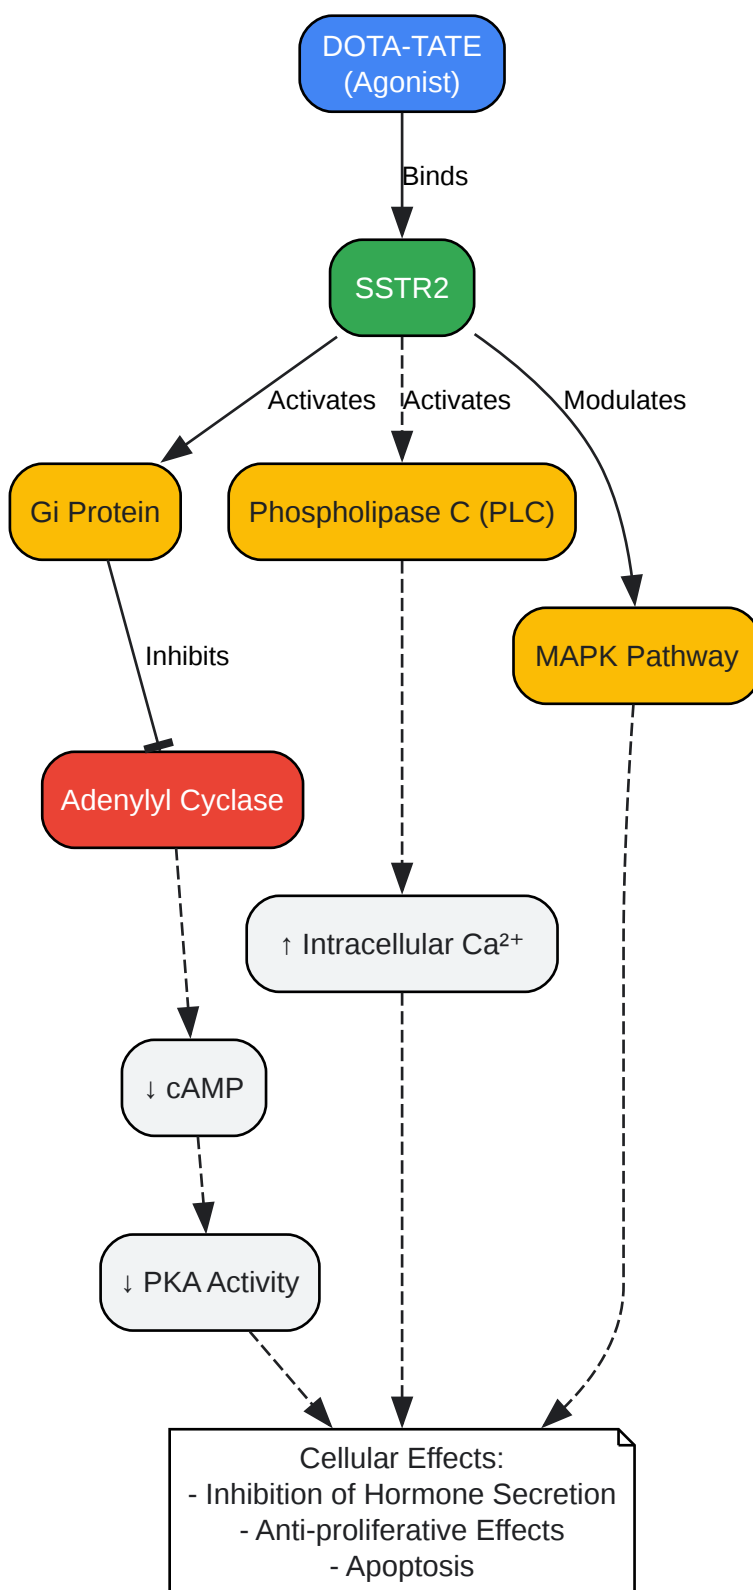 DOTA-TATE
(Agonist)
Binds
SSTR2
Activates
Activates
Modulates
Gi Protein
Phospholipase C (PLC)
MAPK Pathway
Inhibits
Adenylyl Cyclase
↑ Intracellular Ca²⁺
↓ cAMP
↓ PKA Activity
Cellular Effects:
- Inhibition of Hormone Secretion
- Anti-proliferative Effects
- Apoptosis